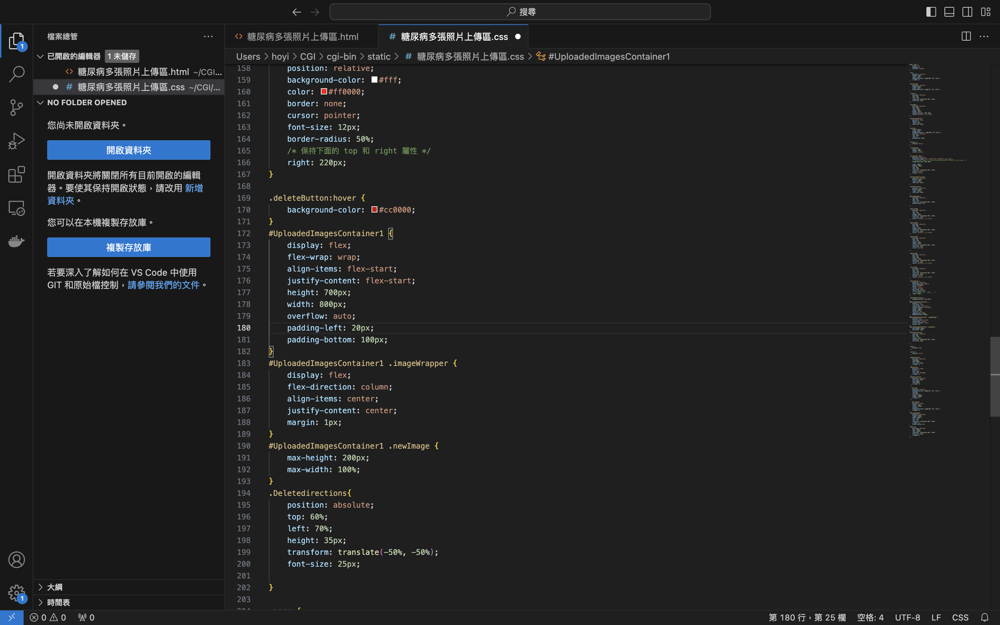 搜尋
檔案總管
已開啟的編輯器 1 未儲存
糖尿病多張照片上傳區.html ~/CGI...
# 糖尿病多張照片上傳區.css ~/CGI/...
NO FOLDER OPENED
您尚未開啟資料夾。
開啟資料夾
開啟資料夾將關閉所有目前開啟的編輯
器。要使其保持開啟狀態，請改用 新增
資料夾。
您可以在本機複製存放庫。
複製存放庫
若要深入了解如何在 VS Code 中使用
GIT 和原始檔控制，請參閱我們的文件。
大綱
時間表
1
1
糖尿病多張照片上傳區.html
# 糖尿病多張照片上傳區.css
Users > hoyi > CGI > cgi-bin > static > # 糖尿病多張照片上傳區.css > #UploadedImagesContainer1
158 position: relative;
159 background-color: #fff;
160 color: #ff0000;
161 border: none;
162 cursor: pointer;
163 font-size: 12px;
164 border-radius: 50%;
165 /* 保持下面的 top 和 right 屬性 */
166 right: 220px;
167 }
168
169 .deleteButton:hover {
170 background-color: #cc0000;
171 }
172 #UploadedImagesContainer1 {
173 display: flex;
174 flex-wrap: wrap;
175 align-items: flex-start;
176 justify-content: flex-start;
177 height: 700px;
178 width: 800px;
179 overflow: auto;
180 padding-left: 20px;
181 padding-bottom: 100px;
182 }
183 #UploadedImagesContainer1 .imageWrapper {
184 display: flex;
185 flex-direction: column;
186 align-items: center;
187 justify-content: center;
188 margin: 1px;
189 }
190 #UploadedImagesContainer1 .newImage {
191 max-height: 200px;
192 max-width: 100%;
193 }
194 .Deletedirections{
195 position: absolute;
196 top: 60%;
197 left: 70%;
198 height: 35px;
199 transform: translate(-50%, -50%);
200 font-size: 25px;
201
202 }
203
0 0 0
第 180 行，第 25 欄 空格: 4 UTF-8 LF CSS